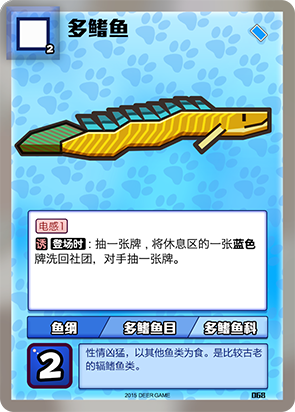 多鳍鱼
2
电感1
诱 登场时：抽一张牌，将休息区的一张蓝色
牌洗回社团，对手抽一张牌。
鱼纲 多鳍鱼目 多鳍鱼科
2
性情凶猛，以其他鱼类为食。是比较古老
的辐鳍鱼类。
2015 DEER GAME
068